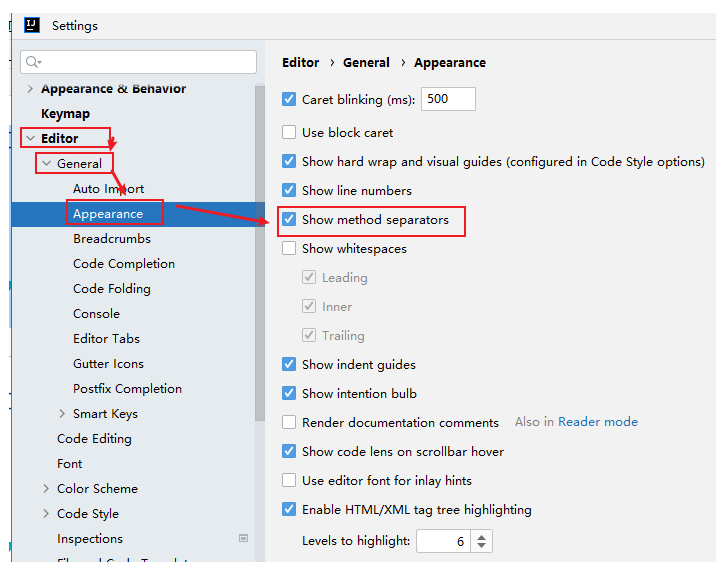 IJ
Settings
Appearance & Behavior
Keymap
Editor
General
Auto Import
Appearance
Breadcrumbs
Code Completion
Code Folding
Console
Editor Tabs
Gutter Icons
Postfix Completion
Smart Keys
Code Editing
Font
Color Scheme
Code Style
Inspections
Editor › General › Appearance
Caret blinking (ms): 500
Use block caret
Show hard wrap and visual guides (configured in Code Style options)
Show line numbers
Show method separators
Show whitespaces
Leading
Inner
Trailing
Show indent guides
Show intention bulb
Render documentation comments Also in Reader mode
Show code lens on scrollbar hover
Use editor font for inlay hints
Enable HTML/XML tag tree highlighting
Levels to highlight: 6